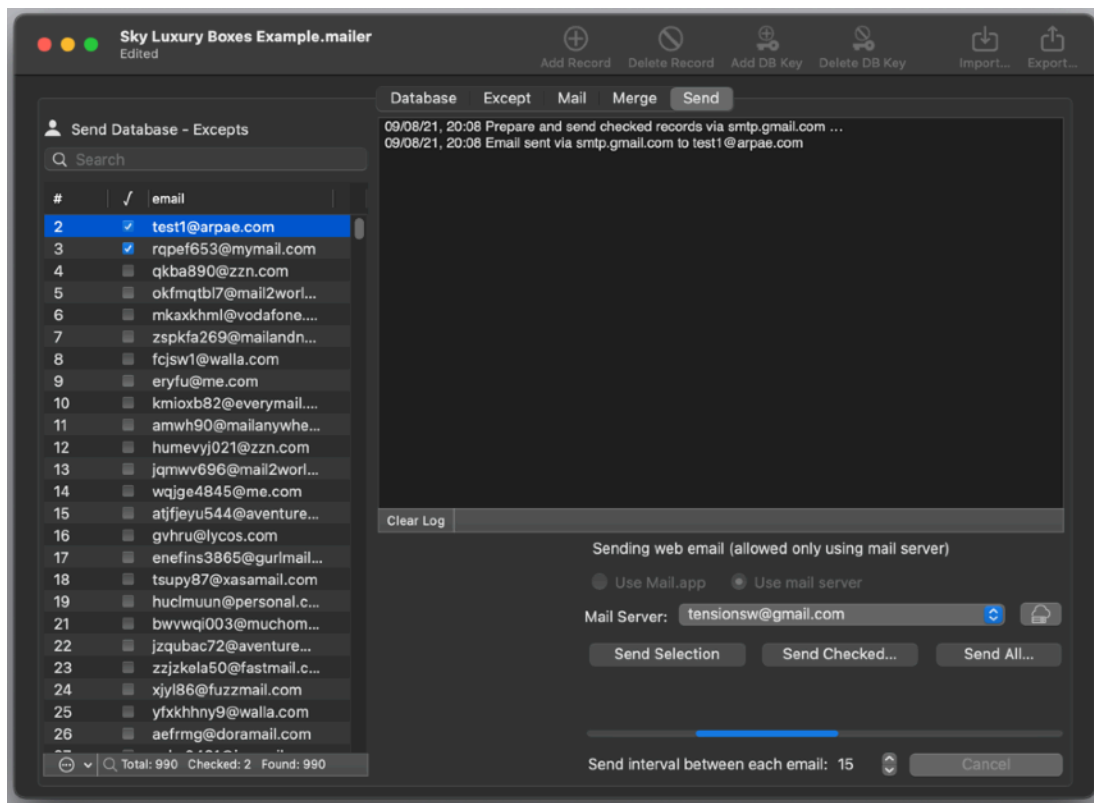 Sky Luxury Boxes Example.mailer
Edited
Add Record Delete Record Add DB Key Delete DB Key Import... Export...
Database Except Mail Merge Send
Send Database - Excepts
Search
# √ email
2 test1@arpae.com
3 rqpef653@mymail.com
4 qkba890@zzn.com
5 okfmqtbl7@mail2worl...
6 mkaxkhml@vodafone....
7 zspkfa269@mailandn...
8 fcjsw1@walla.com
9 eryfu@me.com
10 kmioxb82@everymail....
11 amwh90@mailanywhe...
12 humevyj021@zzn.com
13 jqmwv696@mail2worl...
14 wqjge4845@me.com
15 atjfjeyu544@aventure...
16 gvhru@lycos.com
17 enefins3865@gurlmail...
18 tsupy87@xasamail.com
19 huclmuun@personal.c...
21 bwvwqi003@muchom...
22 jzqubac72@aventure...
23 zzjzkela50@fastmail.c...
24 xjyl86@fuzzmail.com
25 yfxkhhny9@walla.com
26 aefrmg@doramail.com
Total: 990 Checked: 2 Found: 990
09/08/21, 20:08 Prepare and send checked records via smtp.gmail.com ...
09/08/21, 20:08 Email sent via smtp.gmail.com to test1@arpae.com
Clear Log
Sending web email (allowed only using mail server)
Use Mail.app Use mail server
Mail Server: tensionsw@gmail.com
Send Selection Send Checked... Send All...
Send interval between each email: 15 Cancel